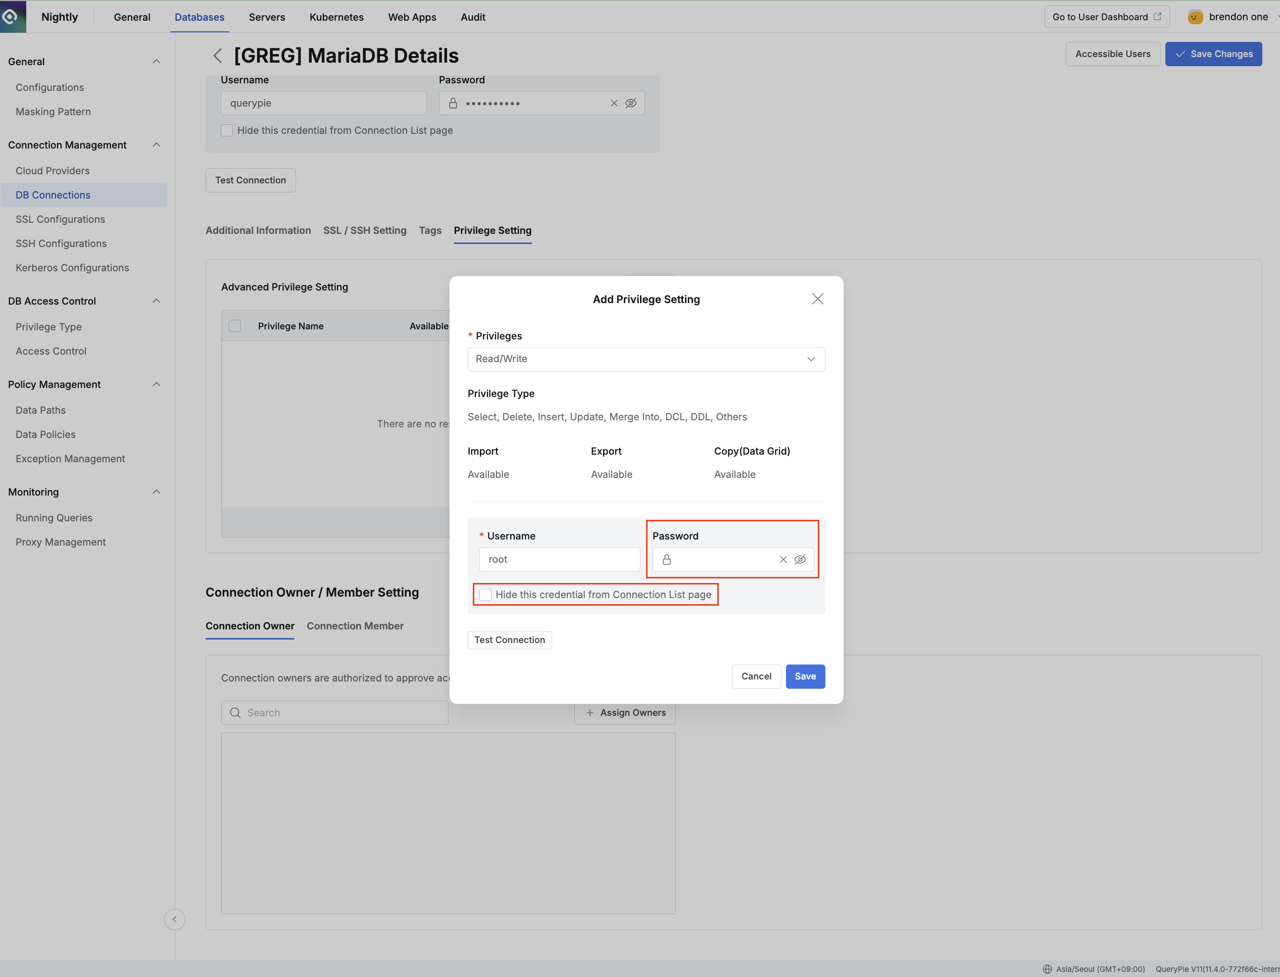 Nightly
General
Databases
Servers
Kubernetes
Web Apps
Audit
Go to User Dashboard
brendon one
General
Configurations
Masking Pattern
Connection Management
Cloud Providers
DB Connections
SSL Configurations
SSH Configurations
Kerberos Configurations
DB Access Control
Privilege Type
Access Control
Policy Management
Data Paths
Data Policies
Exception Management
Monitoring
Running Queries
Proxy Management
[GREG] MariaDB Details
Accessible Users
Save Changes
Username
Password
querypie
••••••••••
Hide this credential from Connection List page
Test Connection
Additional Information
SSL / SSH Setting
Tags
Privilege Setting
Advanced Privilege Setting
Privilege Name
Available
There are no
Connection Owner / Member Setting
Connection Owner
Connection Member
Connection owners are authorized to approve
Search
+ Assign Owners
Add Privilege Setting
* Privileges
Read/Write
Privilege Type
Select, Delete, Insert, Update, Merge Into, DCL, DDL, Others
Import
Export
Copy(Data Grid)
Available
Available
Available
* Username
Password
root
Hide this credential from Connection List page
Test Connection
Cancel
Save
Asia/Seoul (GMT+09:00)
QueryPie V11(11.4.0-772f66c-inter